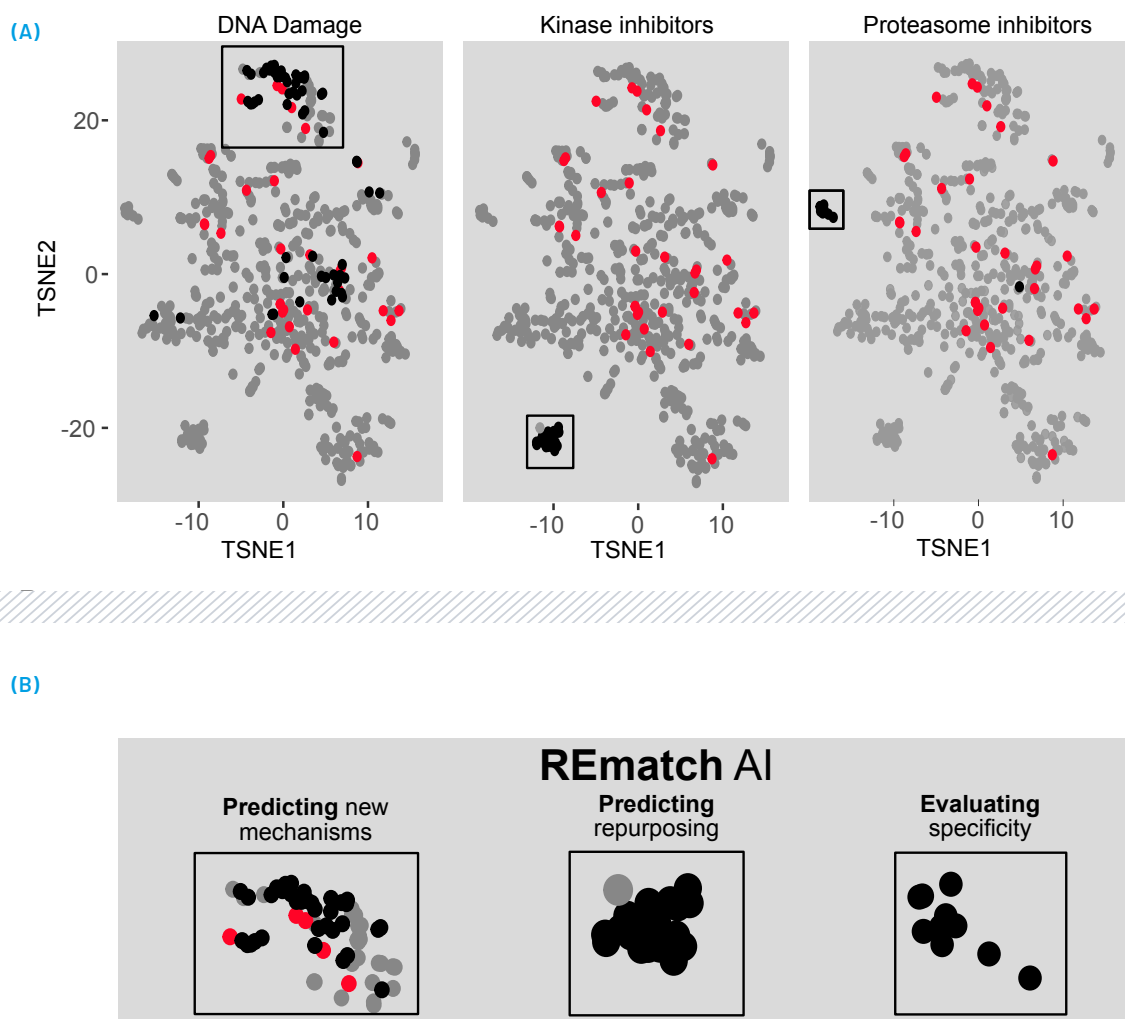 (A)
DNA Damage
Kinase inhibitors
Proteasome inhibitors
TSNE2
20
0
-20
-10 0 10
-10 0 10
-10 0 10
TSNE1
TSNE1
TSNE1
(B)
REmatch AI
Predicting new
mechanisms
Predicting
repurposing
Evaluating
specificity